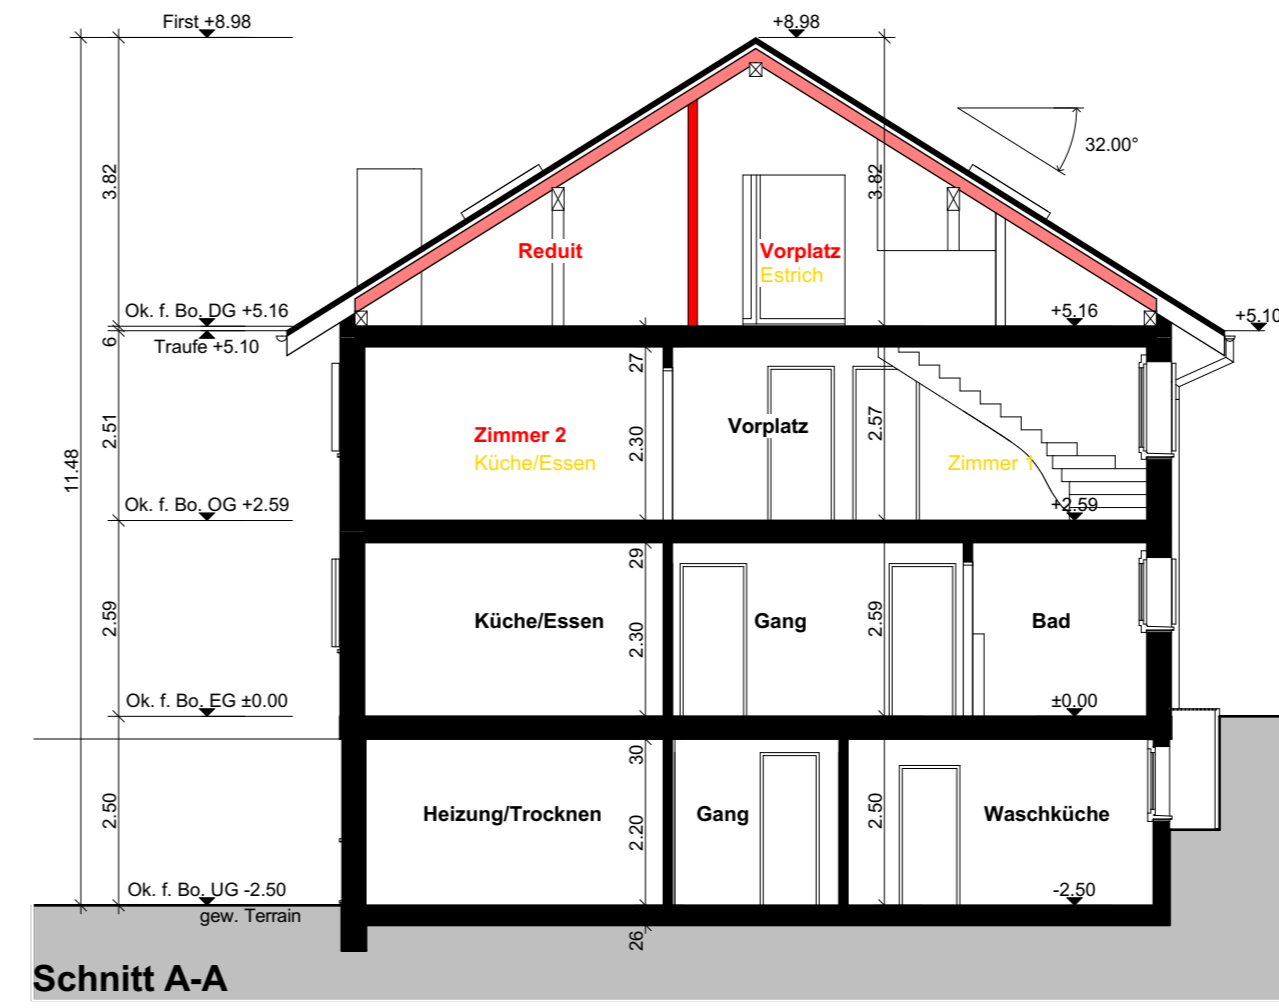 First +8.98
+8.98
3.82
3.82
32.00°
Reduit
Vorplatz
Estrich
Ok. f. Bo. DG +5.16
+5.16
+5.10
6
Traufe +5.10
27
2.51
2.30
2.57
Vorplatz
Zimmer 2
Küche/Essen
Zimmer 1
11.48
Ok. f. Bo. OG +2.59
+2.59
29
2.59
2.30
2.59
Küche/Essen
Gang
Bad
Ok. f. Bo. EG ±0.00
±0.00
30
2.50
2.20
2.50
Heizung/Trocknen
Gang
Waschküche
Ok. f. Bo. UG -2.50
-2.50
gew. Terrain
26
Schnitt A-A